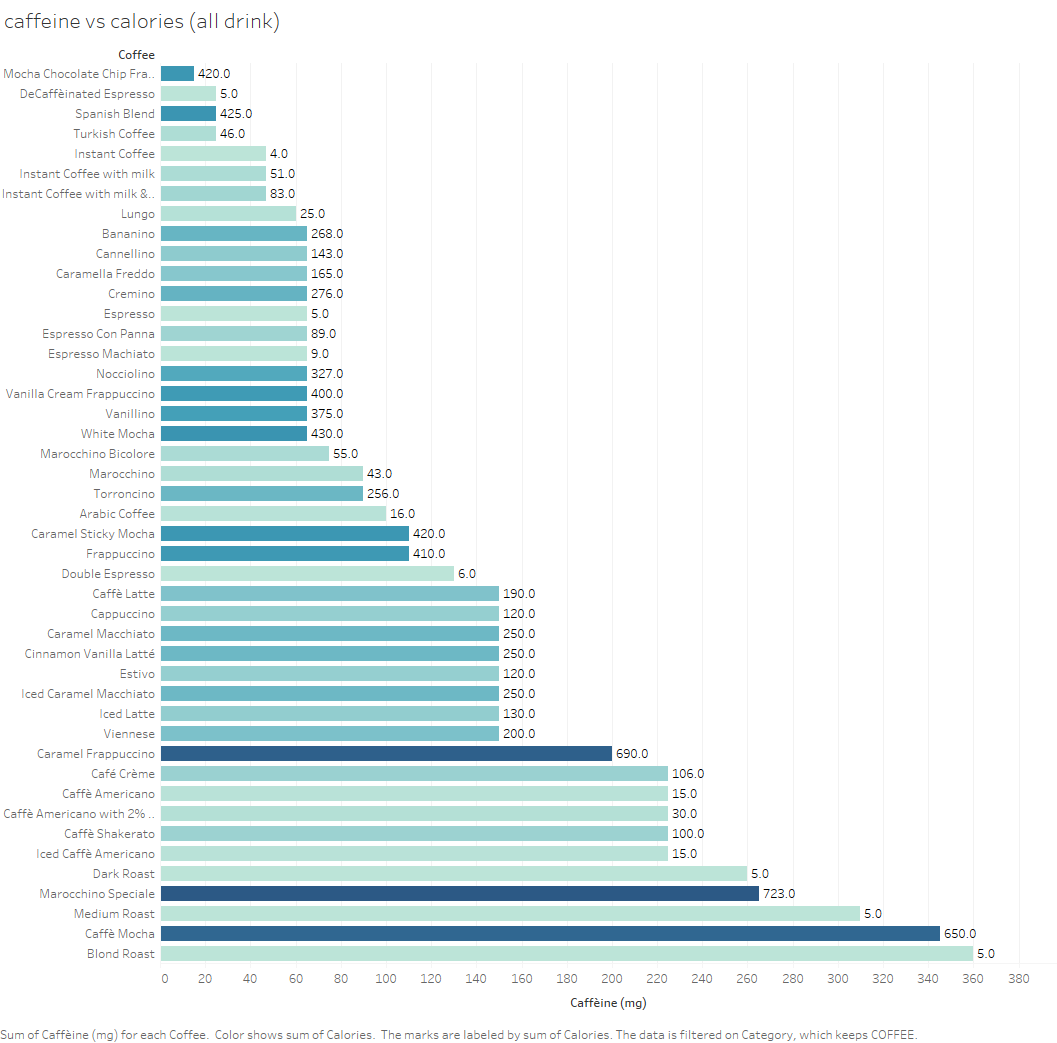 caffeine vs calories (all drink)
Coffee
Mocha Chocolate Chip Fra.. 420.0
DeCaffèinated Espresso 5.0
Spanish Blend 425.0
Turkish Coffee 46.0
Instant Coffee 4.0
Instant Coffee with milk 51.0
Instant Coffee with milk &.. 83.0
Lungo 25.0
Bananino 268.0
Cannellino 143.0
Caramella Freddo 165.0
Cremino 276.0
Espresso 5.0
Espresso Con Panna 89.0
Espresso Machiato 9.0
Nocciolino 327.0
Vanilla Cream Frappuccino 400.0
Vanillino 375.0
White Mocha 430.0
Marocchino Bicolore 55.0
Marocchino 43.0
Torroncino 256.0
Arabic Coffee 16.0
Caramel Sticky Mocha 420.0
Frappuccino 410.0
Double Espresso 6.0
Caffè Latte 190.0
Cappuccino 120.0
Caramel Macchiato 250.0
Cinnamon Vanilla Latté 250.0
Estivo 120.0
Iced Caramel Macchiato 250.0
Iced Latte 130.0
Viennese 200.0
Caramel Frappuccino 690.0
Café Crème 106.0
Caffè Americano 15.0
Caffè Americano with 2% .. 30.0
Caffè Shakerato 100.0
Iced Caffè Americano 15.0
Dark Roast 5.0
Marocchino Speciale 723.0
Medium Roast 5.0
Caffè Mocha 650.0
Blond Roast 5.0
0 20 40 60 80 100 120 140 160 180 200 220 240 260 280 300 320 340 360 380
Caffèine (mg)
Sum of Caffèine (mg) for each Coffee. Color shows sum of Calories. The marks are labeled by sum of Calories. The data is filtered on Category, which keeps COFFEE.